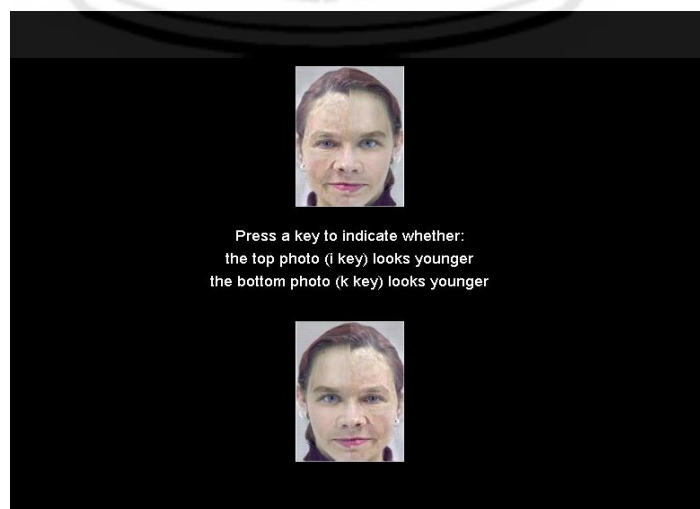 Press a key to indicate whether:
the top photo (i key) looks younger
the bottom photo (k key) looks younger